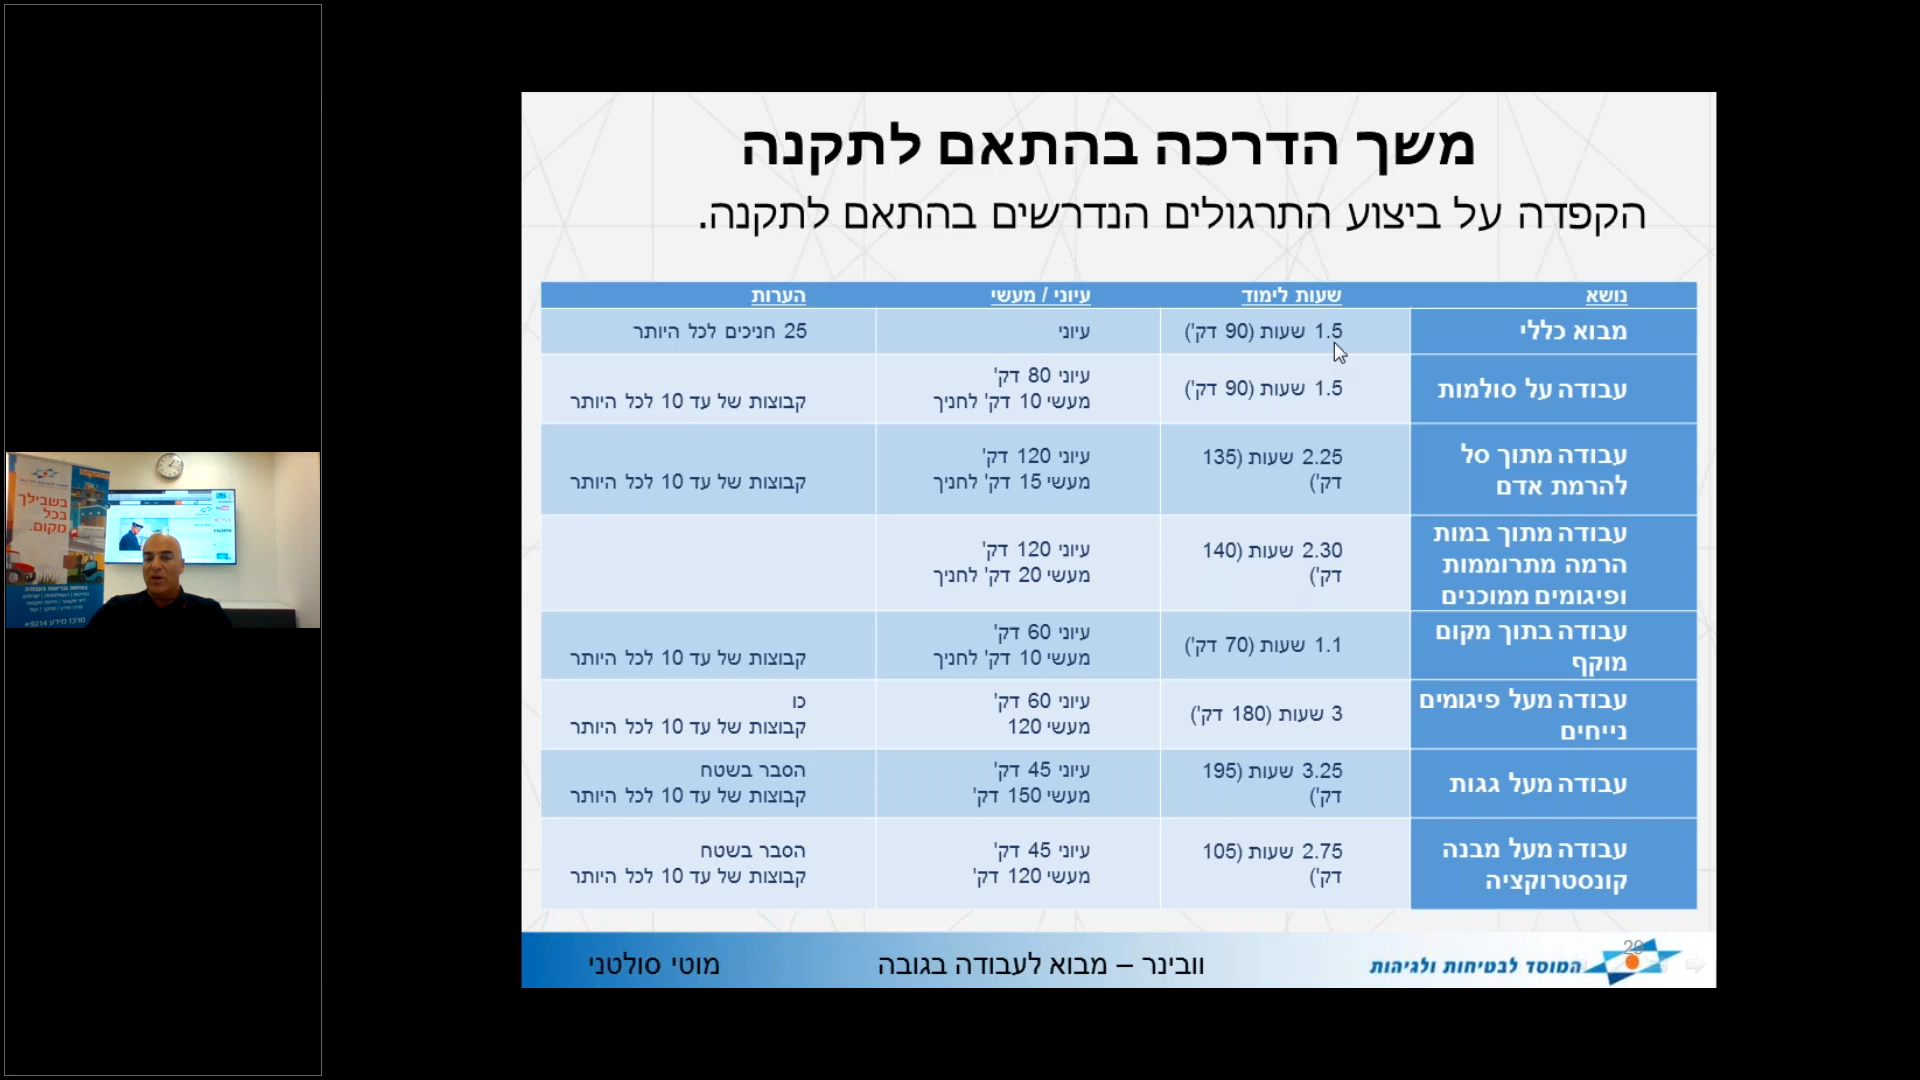 משך הדרכה בהתאם לתקנה
הקפדה על ביצוע התרגולים הנדרשים בהתאם לתקנה.
נושא שעות לימוד עיוני / מעשי הערות
מבוא כללי
1.5 שעות (90 דק')
עיוני
25 חניכים לכל היותר
עבודה על סולמות
1.5 שעות (90 דק')
עיוני 80 דק'
מעשי 10 דק' לחניך
קבוצות של עד 10 לכל היותר
עבודה מתוך סל
להרמת אדם
2.25 שעות (135
דק')
עיוני 120 דק'
מעשי 15 דק' לחניך
קבוצות של עד 10 לכל היותר
עבודה מתוך במות
הרמה מתרוממות
ופיגומים ממוכנים
2.30 שעות (140
דק')
עיוני 120 דק'
מעשי 20 דק' לחניך
עבודה בתוך מקום
מוקף
1.1 שעות (70 דק')
עיוני 60 דק'
מעשי 10 דק' לחניך
קבוצות של עד 10 לכל היותר
עבודה מעל פיגומים
נייחים
3 שעות (180 דק')
עיוני 60 דק'
מעשי 120
כו
קבוצות של עד 10 לכל היותר
עבודה מעל גגות
3.25 שעות (195
דק')
עיוני 45 דק'
מעשי 150 דק'
הסבר בשטח
קבוצות של עד 10 לכל היותר
עבודה מעל מבנה
קונסטרוקציה
2.75 שעות (105
דק')
עיוני 45 דק'
מעשי 120 דק'
הסבר בשטח
קבוצות של עד 10 לכל היותר
29
המוסד לבטיחות ולגיהות
וובינר – מבוא לעבודה בגובה
מוטי סולטני
בשבילך
בכל
מקום.
מרכז מידע 9214*